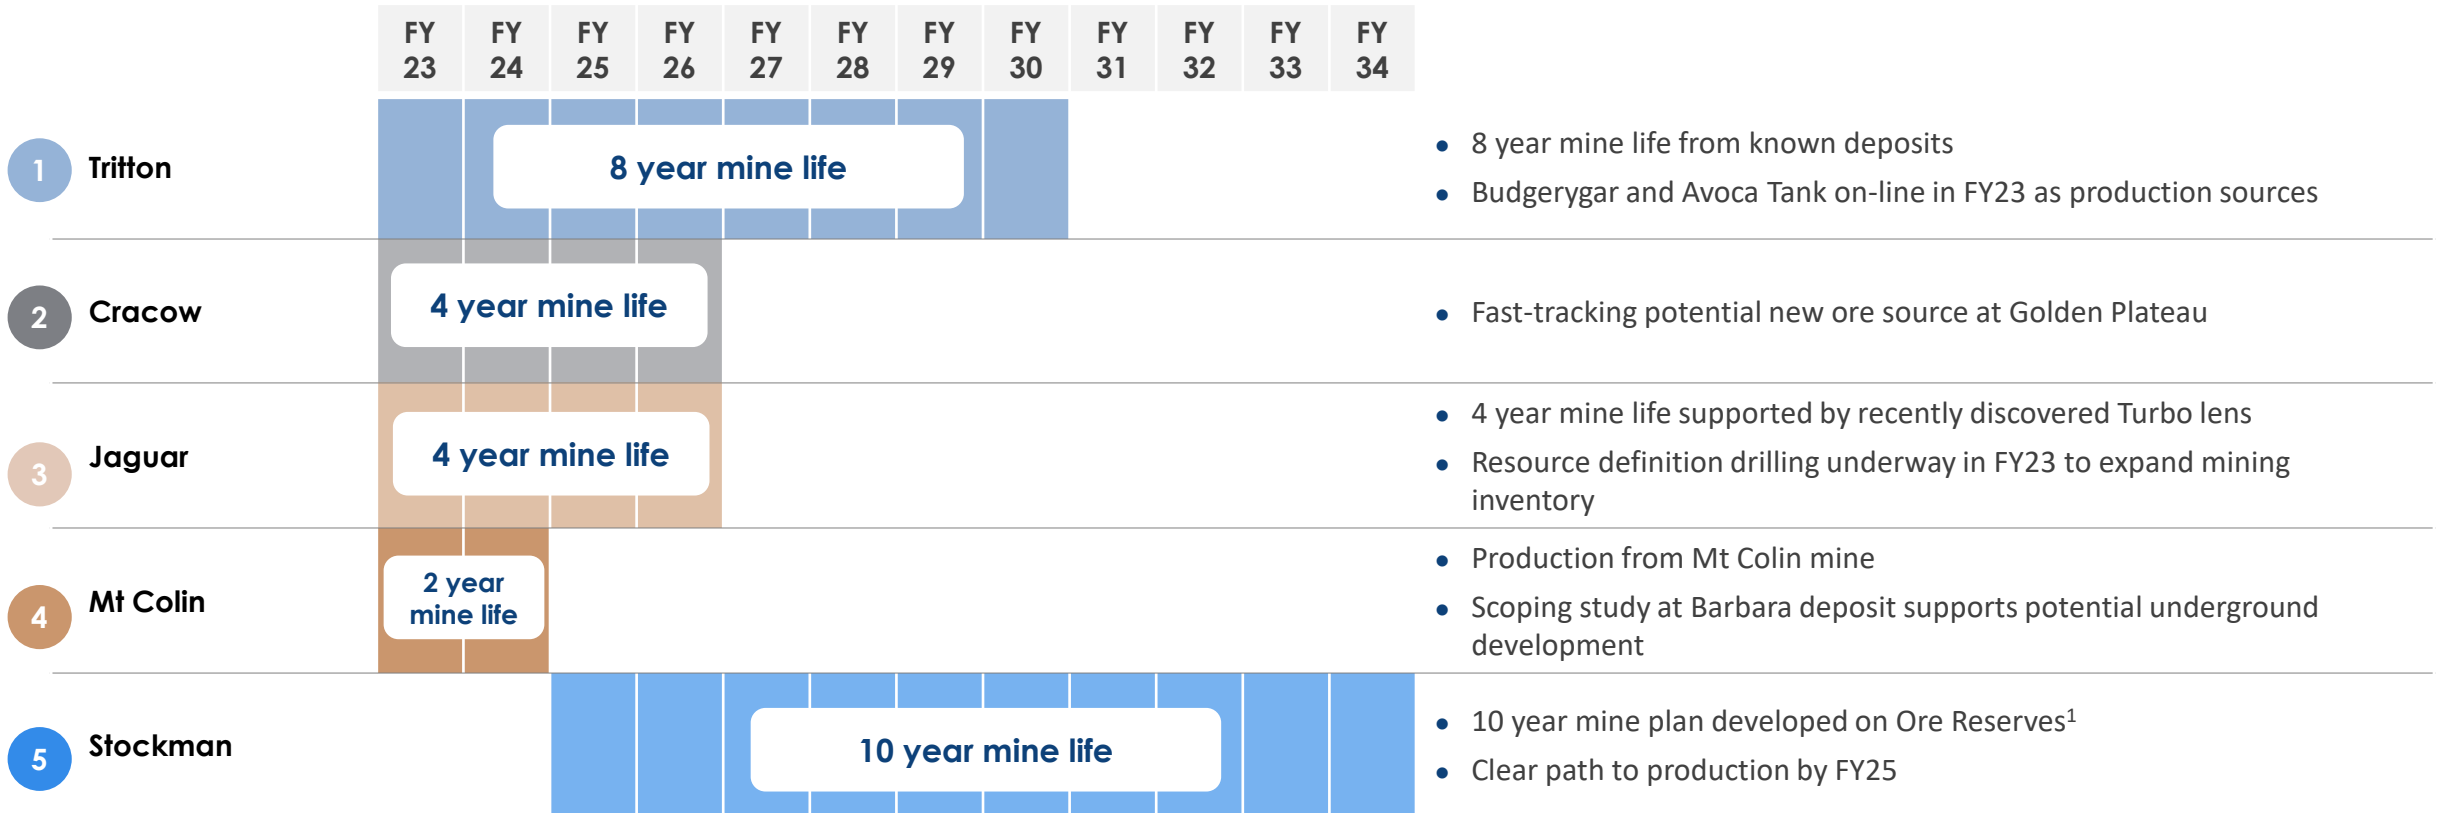 FY 23 FY 24 FY 25 FY 26 FY 27 FY 28 FY 29 FY 30 FY 31 FY 32 FY 33 FY 34
1 Tritton
8 year mine life
● 8 year mine life from known deposits
● Budgerygar and Avoca Tank on-line in FY23 as production sources
2 Cracow
4 year mine life
● Fast-tracking potential new ore source at Golden Plateau
3 Jaguar
4 year mine life
● 4 year mine life supported by recently discovered Turbo lens
● Resource definition drilling underway in FY23 to expand mining
inventory
4 Mt Colin
2 year
mine life
● Production from Mt Colin mine
● Scoping study at Barbara deposit supports potential underground
development
5 Stockman
10 year mine life
● 10 year mine plan developed on Ore Reserves¹
● Clear path to production by FY25